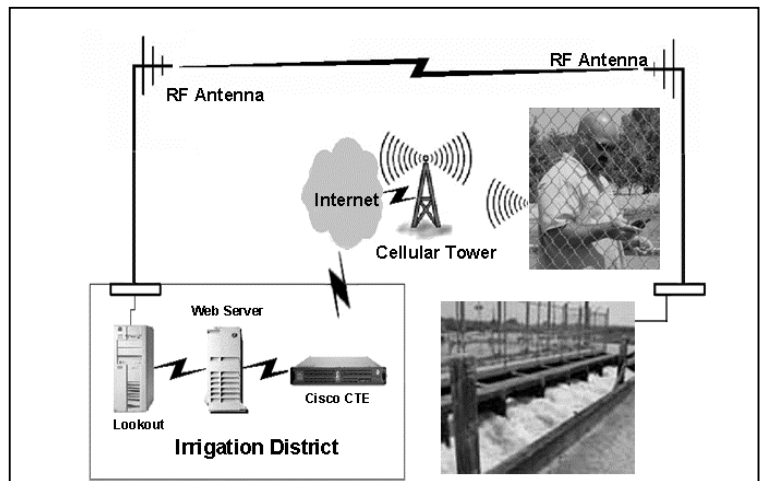 RF Antenna
RF Antenna
Internet
Cellular Tower
Web Server
Cisco CTE
Lookout
Irrigation District